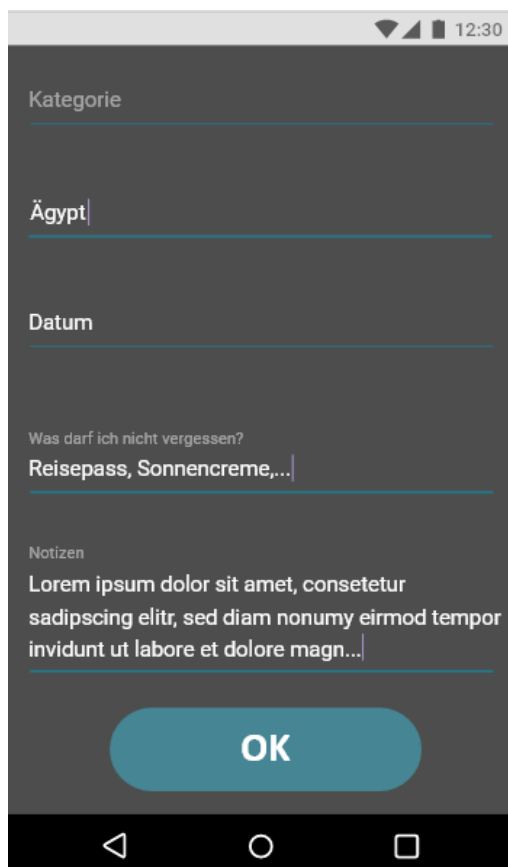 12:30
Kategorie
Ägypt
Datum
Was darf ich nicht vergessen?
Reisepass, Sonnencreme,...
Notizen
Lorem ipsum dolor sit amet, consetetur
sadipscing elitr, sed diam nonumy eirmod tempor
invidunt ut labore et dolore magn...
OK